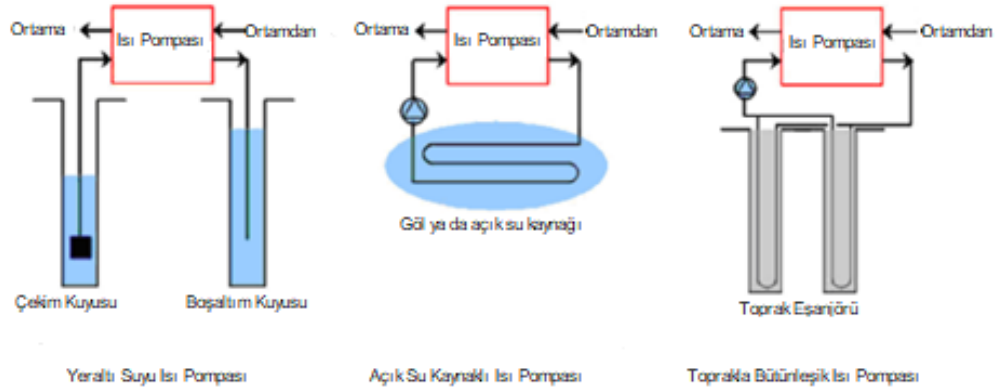 Ortama
Isı Pompası
Ortamdan
Çekim Kuyusu
Boşaltım Kuyusu
Yeraltı Suyu Isı Pompası
Ortama
Isı Pompası
Ortamdan
Göl ya da açık su kaynağı
Açık Su Kaynaklı Isı Pompası
Ortama
Isı Pompası
Ortamdan
Toprak Eşanjörü
Toprakla Bütünleşik Isı Pompası